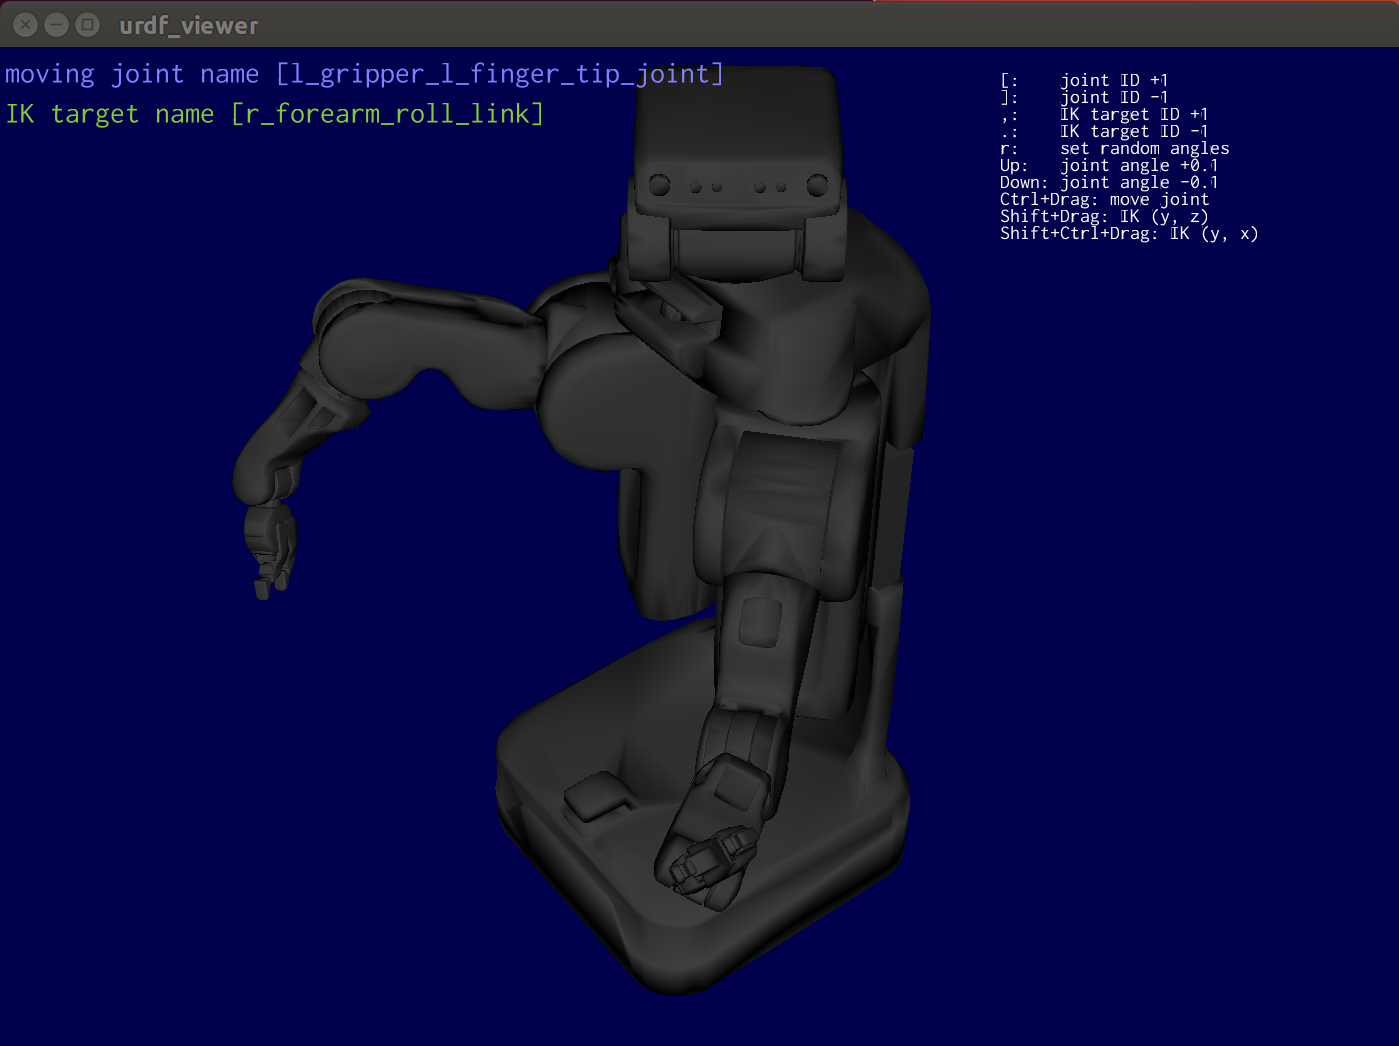 urdf_viewer
moving joint name [l_gripper_l_finger_tip_joint]
IK target name [r_forearm_roll_link]
[: joint ID +1
]: joint ID -1
,: IK target ID +1
.: IK target ID -1
r: set random angles
Up: joint angle +0.1
Down: joint angle -0.1
Ctrl+Drag: move joint
Shift+Drag: IK (y, z)
Shift+Ctrl+Drag: IK (y, x)